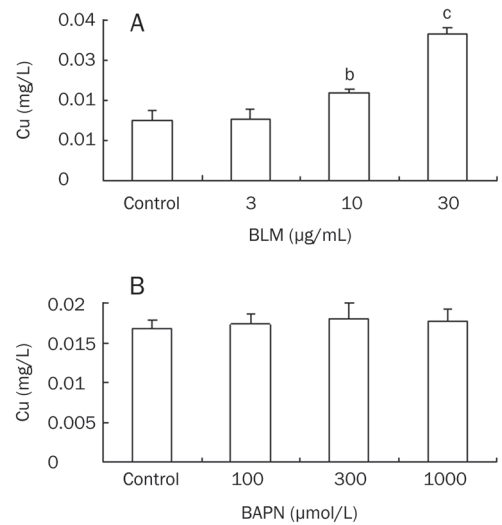 A
0.04
0.03
0.01
0.01
0
Cu (mg/L)
b
c
Control 3 10 30
BLM (µg/mL)
B
0.02
0.015
0.01
0.005
0
Cu (mg/L)
Control 100 300 1000
BAPN (µmol/L)